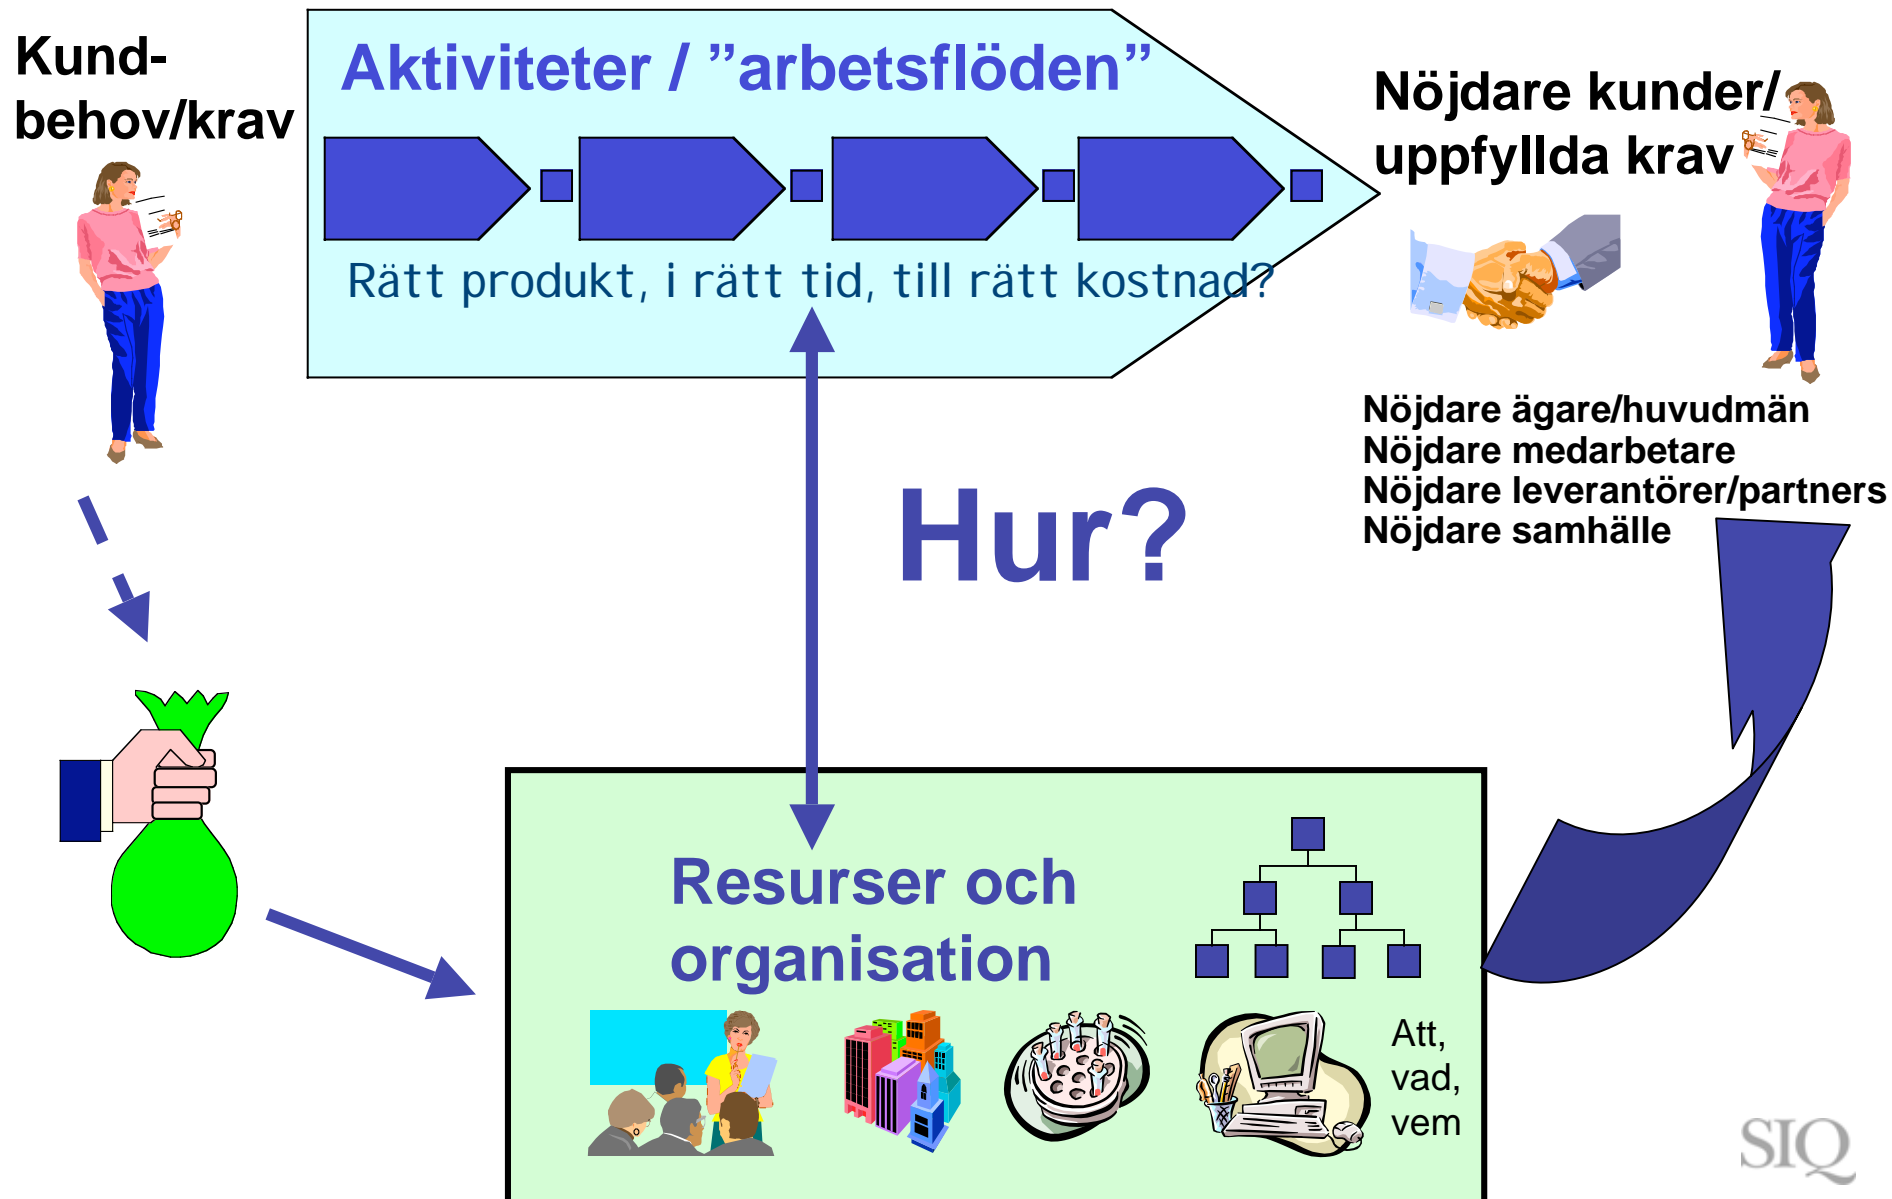 Kund-
behov/krav
Aktiviteter / ”arbetsflöden”
Rätt produkt, i rätt tid, till rätt kostnad?
Nöjdare kunder/
uppfyllda krav
Nöjdare ägare/huvudmän
Nöjdare medarbetare
Nöjdare leverantörer/partners
Nöjdare samhälle
Hur?
Resurser och
organisation
Att,
vad,
vem
SIQ